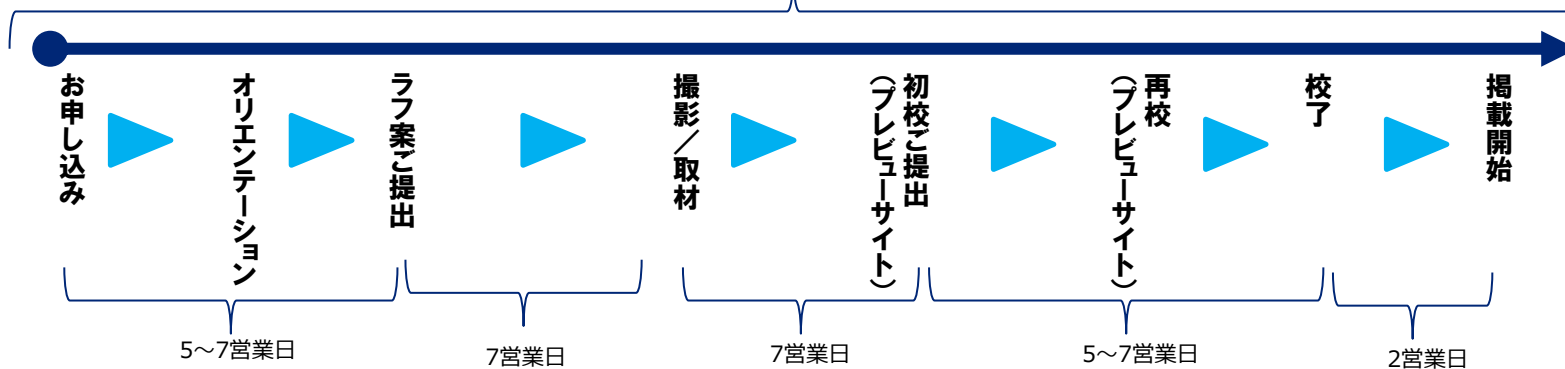 お申し込み
オリエンテーション
ラフ案ご提出
撮影／取材
初校ご提出
（プレビューサイト）
再校
（プレビューサイト）
校了
掲載開始
5～7営業日
7営業日
7営業日
5～7営業日
2営業日